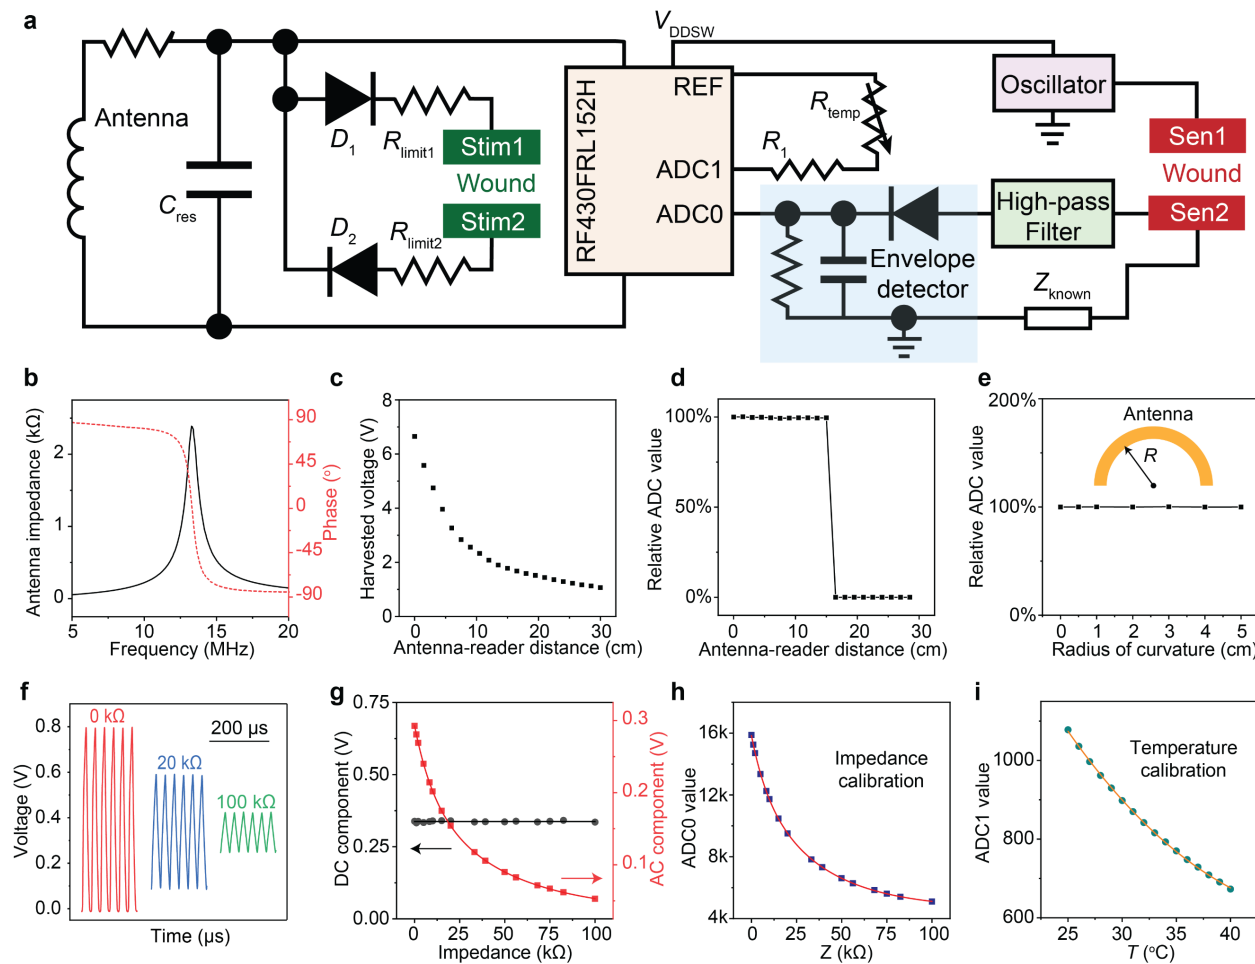 a
V_DDSW
Antenna
C_res
D_1
R_limit1
Stim1
Wound
Stim2
D_2
R_limit2
RF430FRL152H
REF
ADC1
ADC0
R_temp
R_1
Oscillator
Sen1
Wound
Sen2
High-pass
Filter
Envelope
detector
Z_known
b
Antenna impedance (kΩ)
2
1
0
90
45
0
-45
-90
Phase (°)
5
10
15
20
Frequency (MHz)
c
Harvested voltage (V)
8
6
4
2
0
0
10
20
30
Antenna-reader distance (cm)
d
Relative ADC value
100%
50%
0%
0
10
20
30
Antenna-reader distance (cm)
e
Relative ADC value
200%
100%
0%
Antenna
R
0
1
2
3
4
5
Radius of curvature (cm)
f
Voltage (V)
0.8
0.6
0.4
0.2
0.0
0 kΩ
20 kΩ
100 kΩ
200 µs
Time (µs)
g
DC component (V)
0.75
0.50
0.25
0.00
0.3
0.2
0.1
AC component (V)
0
25
50
75
100
Impedance (kΩ)
h
ADC0 value
16k
12k
8k
4k
Impedance
calibration
0
25
50
75
100
Z (kΩ)
i
ADC1 value
1000
800
600
Temperature
calibration
25
30
35
40
T (°C)